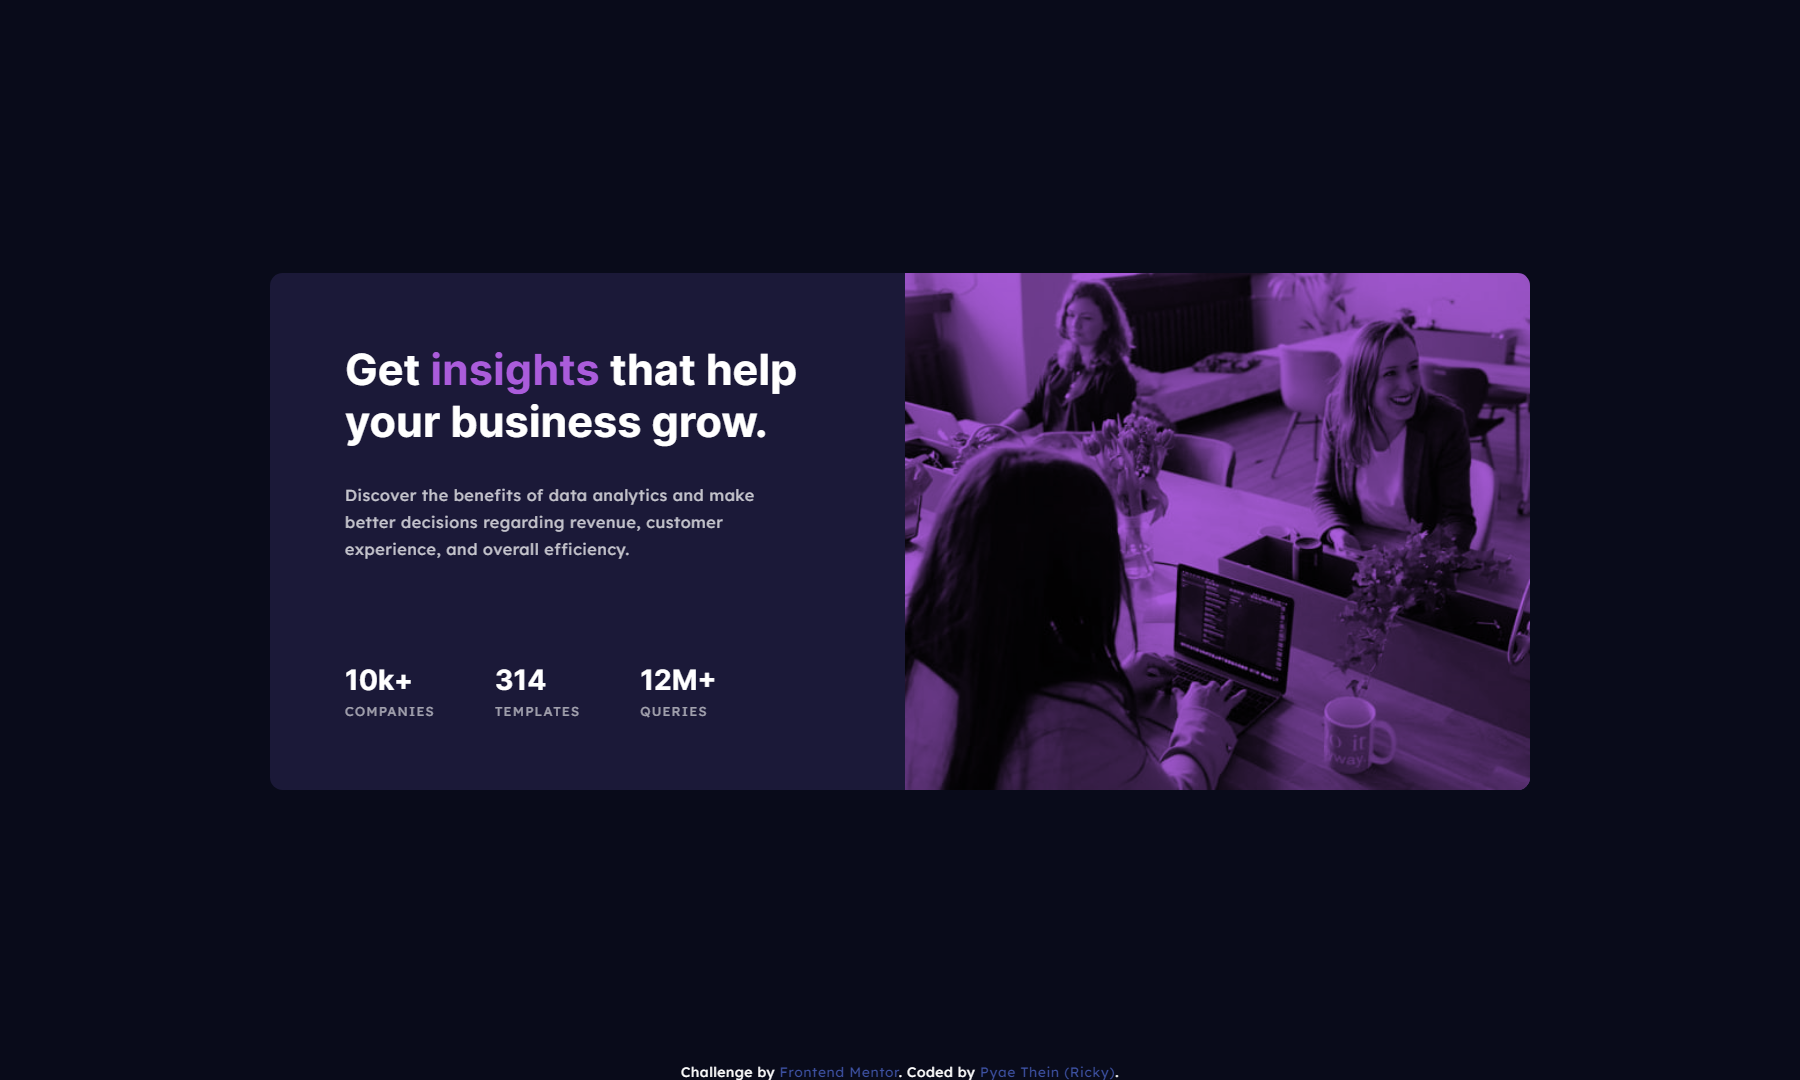 Get insights that help
your business grow.
Discover the benefits of data analytics and make
better decisions regarding revenue, customer
experience, and overall efficiency.
10k+ 314 12M+
COMPANIES TEMPLATES QUERIES
Challenge by Frontend Mentor. Coded by Pyae Thein (Ricky).